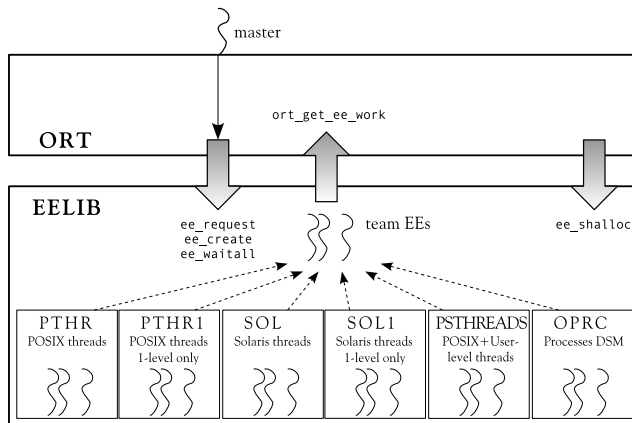 master
ort_get_ee_work
ORT
EELIB
ee_request
ee_create
ee_waitall
team EEs
ee_shalloc
PTHR
POSIX threads
PTHR1
POSIX threads
1-level only
SOL
Solaris threads
SOL1
Solaris threads
1-level only
PSTHREADS
POSIX+User-
level threads
OPRC
Processes DSM